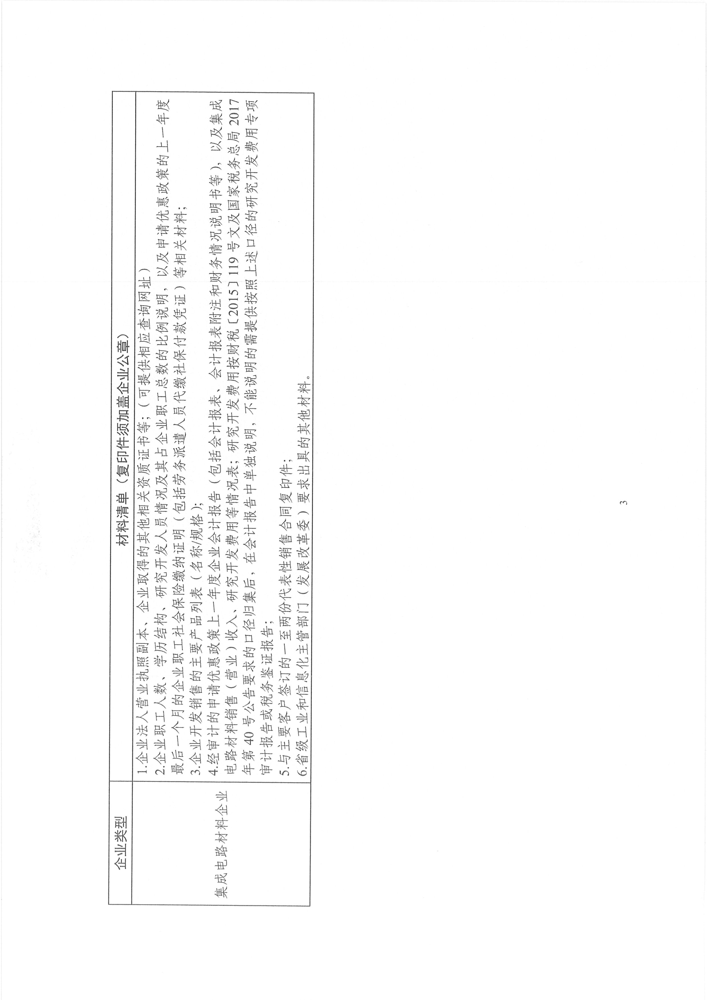 企业类型
材料清单（复印件须加盖企业公章）
集成电路材料企业
1.企业法人营业执照副本、企业取得的其他相关资质证书等；（可提供相应查询网址）
2.企业职工人数、学历结构、研究开发人员情况及其占企业职工总数的比例说明，以及申请优惠政策的上一年度
最后一个月的企业职工社会保险缴纳证明（包括劳务派遣人员代缴社保付款凭证）等相关材料；
3.企业开发销售的主要产品列表（名称/规格）；
4.经审计的申请优惠政策上一年度企业会计报告（包括会计报表、会计报表附注和财务情况说明书等），以及集成
电路材料销售（营业）收入、研究开发费用等情况表；研究开发费用按财税〔2015〕119 号文及国家税务总局 2017
年第 40 号公告要求的口径归集后，在会计报告中单独说明，不能说明的需提供按照上述口径的研究开发费用专项
审计报告或税务鉴证报告；
5.与主要客户签订的一至两份代表性销售合同复印件；
6.省级工业和信息化主管部门（发展改革委）要求出具的其他材料。
3